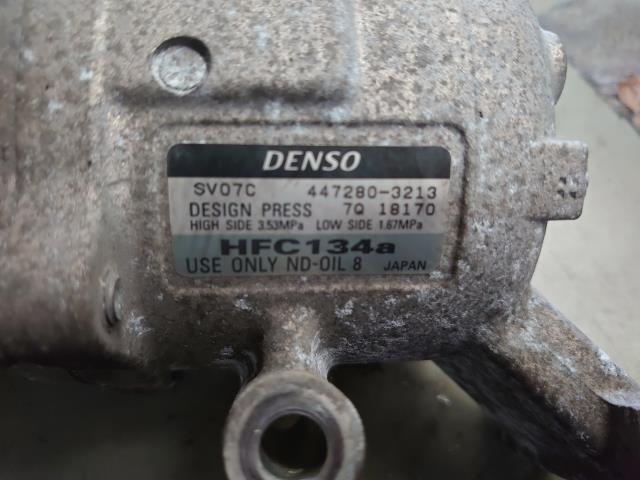 DENSO
SV07C 447280-3213
DESIGN PRESS 7Q 18170
HIGH SIDE 3.53MPa LOW SIDE 1.67MPa
HFC134a
USE ONLY ND-OIL 8 JAPAN